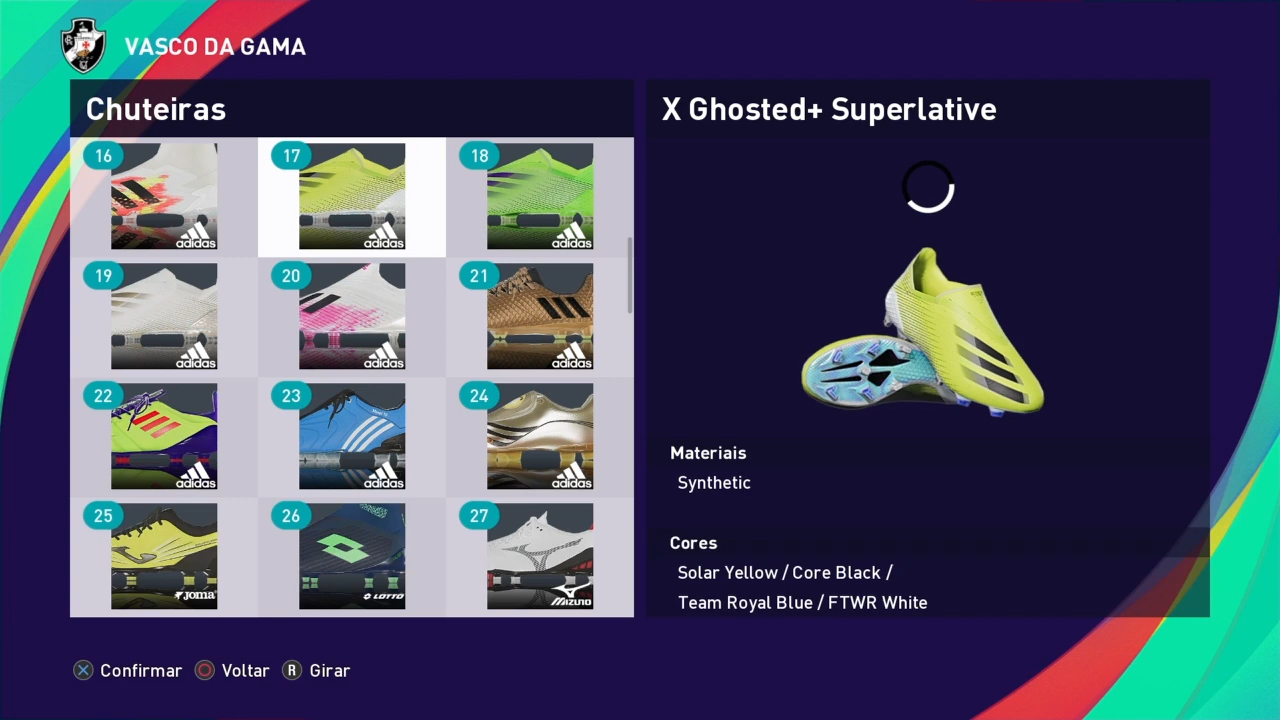 VASCO DA GAMA
Chuteiras
X Ghosted+ Superlative
16
17
18
adidas
adidas
adidas
19
20
21
adidas
adidas
adidas
22
23
24
adidas
adidas
adidas
25
26
27
Joma
LOTTO
MIZUNO
Materiais
Synthetic
Cores
Solar Yellow / Core Black /
Team Royal Blue / FTWR White
Confirmar
Voltar
R
Girar